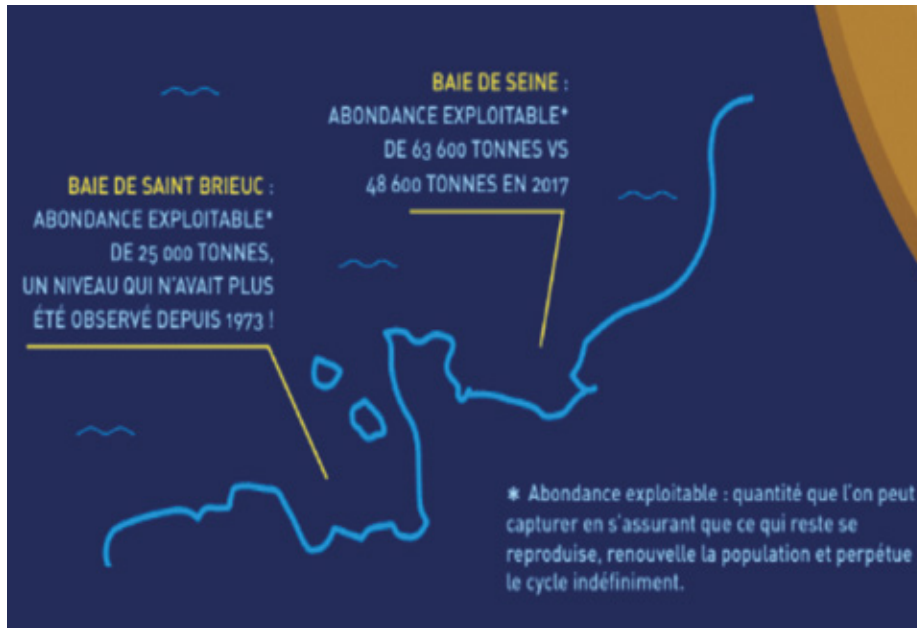 BAIE DE SEINE :
ABONDANCE EXPLOITABLE*
DE 63 600 TONNES VS
48 600 TONNES EN 2017
BAIE DE SAINT BRIEUC :
ABONDANCE EXPLOITABLE*
DE 25 000 TONNES,
UN NIVEAU QUI N'AVAIT PLUS
ÉTÉ OBSERVÉ DEPUIS 1973 !
* Abondance exploitable : quantité que l'on peut
capturer en s'assurant que ce qui reste se
reproduise, renouvelle la population et perpétue
le cycle indéfiniment.